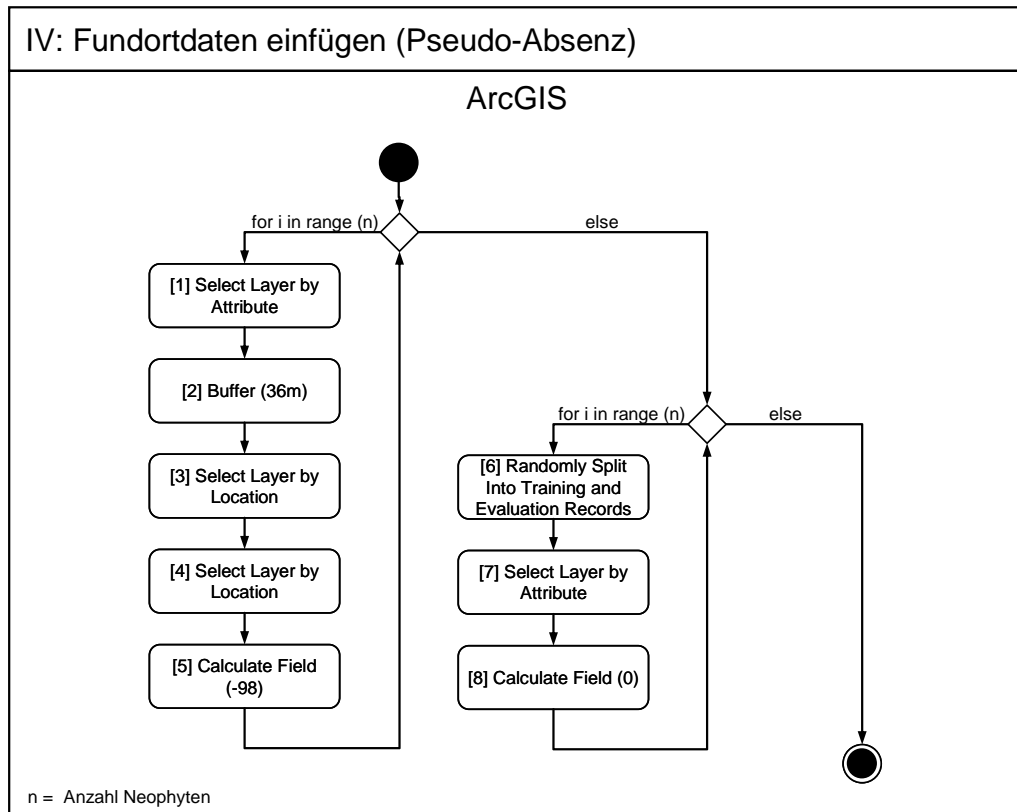 IV: Fundortdaten einfügen (Pseudo-Absenz)
ArcGIS
for i in range (n)
else
[1] Select Layer by
Attribute
[2] Buffer (36m)
[3] Select Layer by
Location
[4] Select Layer by
Location
[5] Calculate Field
(-98)
for i in range (n)
else
[6] Randomly Split
Into Training and
Evaluation Records
[7] Select Layer by
Attribute
[8] Calculate Field (0)
n = Anzahl Neophyten